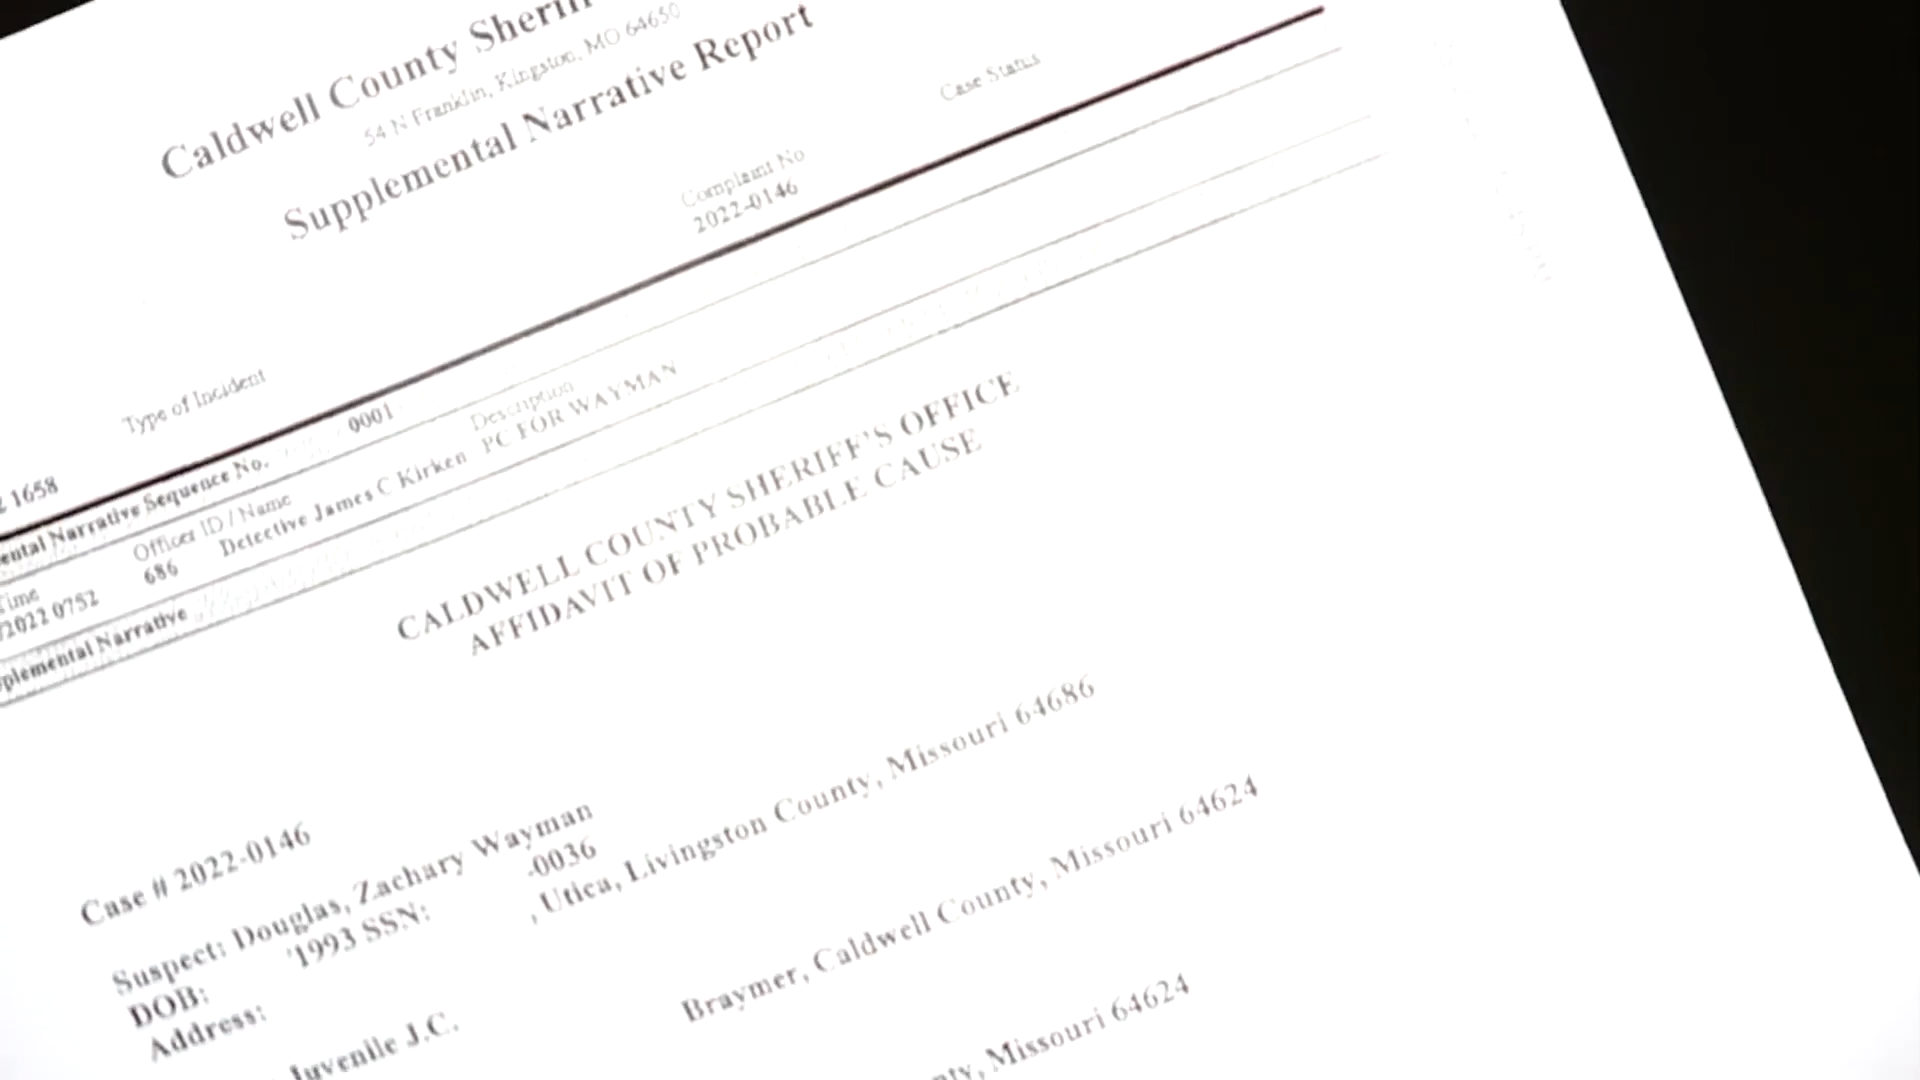 Caldwell County Sheriff
54 N Franklin, Kingston, MO 64650
Supplemental Narrative Report
Case Status
Complaint No
2022-0146
Type of Incident
1658
ental Narrative Sequence No. 0001
Officer ID / Name Description
686 Detective James C Kirken PC FOR WAYMAN
Time
2022 0752
plemental Narrative
CALDWELL COUNTY SHERIFF'S OFFICE
AFFIDAVIT OF PROBABLE CAUSE
Case # 2022-0146
Suspect: Douglas, Zachary Wayman
DOB: 1993 SSN: -0036
Address: , Utica, Livingston County, Missouri 64686
Juvenile J.C.
Braymer, Caldwell County, Missouri 64624
nty, Missouri 64624